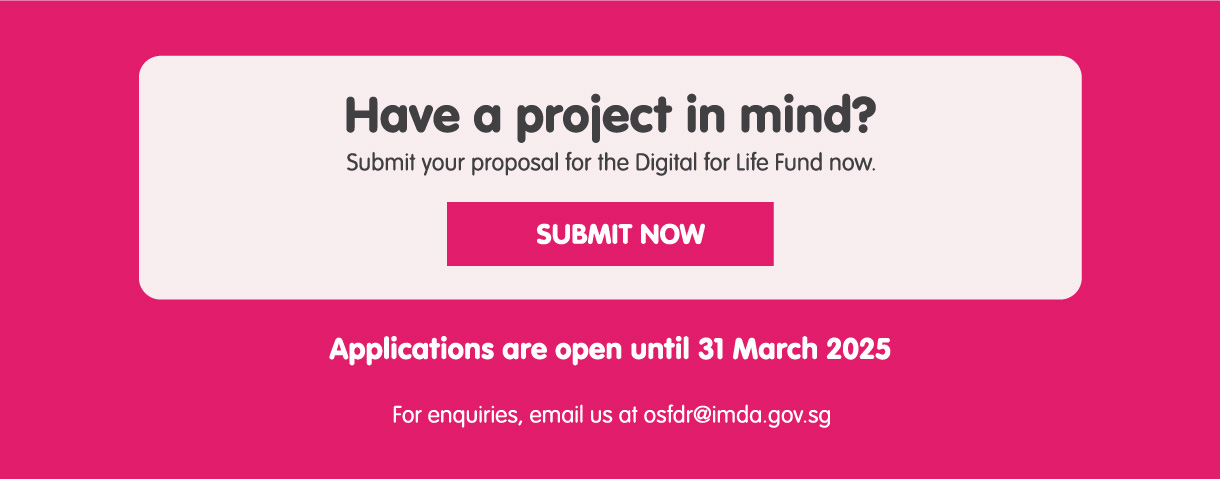 Have a project in mind?
Submit your proposal for the Digital for Life Fund now.
SUBMIT NOW
Applications are open until 31 March 2025
For enquiries, email us at osfdr@imda.gov.sg